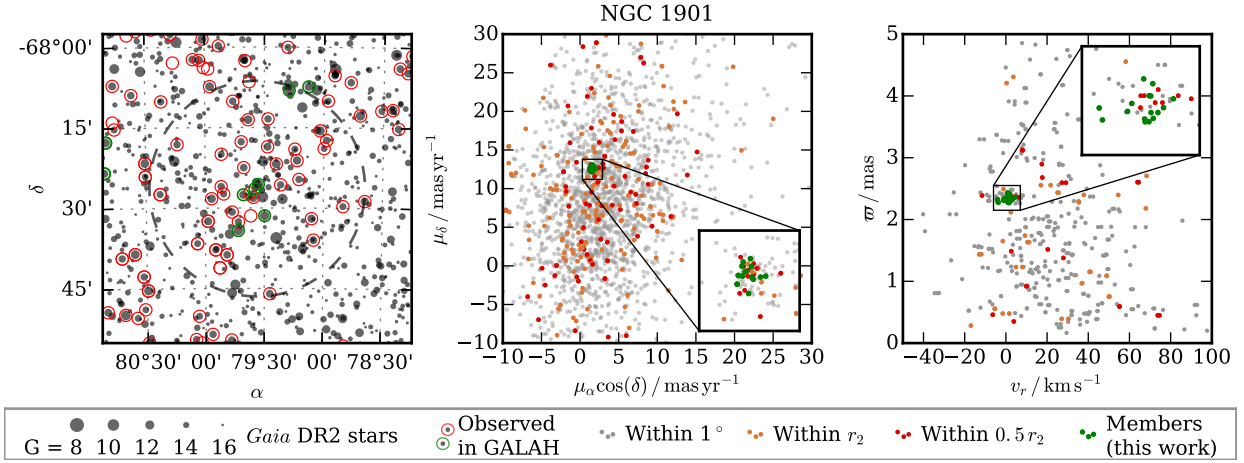 NGC 1901
-68°00'
15'
30'
45'
δ
80°30'
00
79°30
00
78°30'
α
30
25
20
15
10
5
0
−5
−10
μδ / mas yr⁻¹
−10
−5
0
5
10
15
20
25
30
μα cos(δ) / mas yr⁻¹
5
4
3
2
1
0
ϖ / mas
−40
−20
0
20
40
60
80
100
vr / km s⁻¹
G = 8 10 12 14 16
Gaia DR2 stars
Observed
in GALAH
Within 1°
Within r₂
Within 0.5 r₂
Members
(this work)